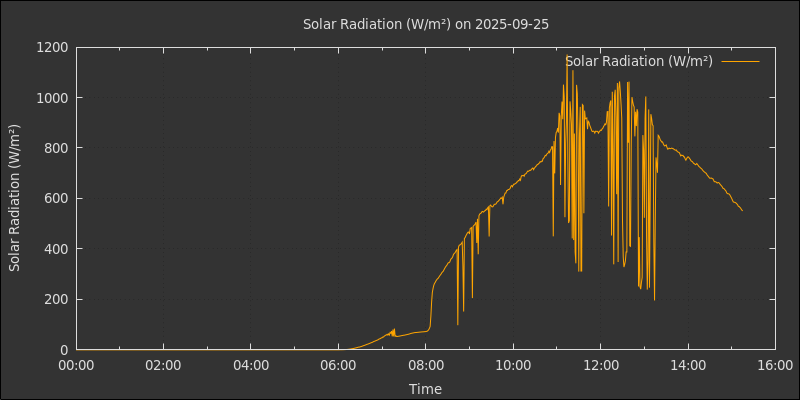 Solar Radiation (W/m²) on 2025-09-25
Solar Radiation (W/m²)
Solar Radiation (W/m²)
1200
1000
800
600
400
200
0
00:00 02:00 04:00 06:00 08:00 10:00 12:00 14:00 16:00
Time